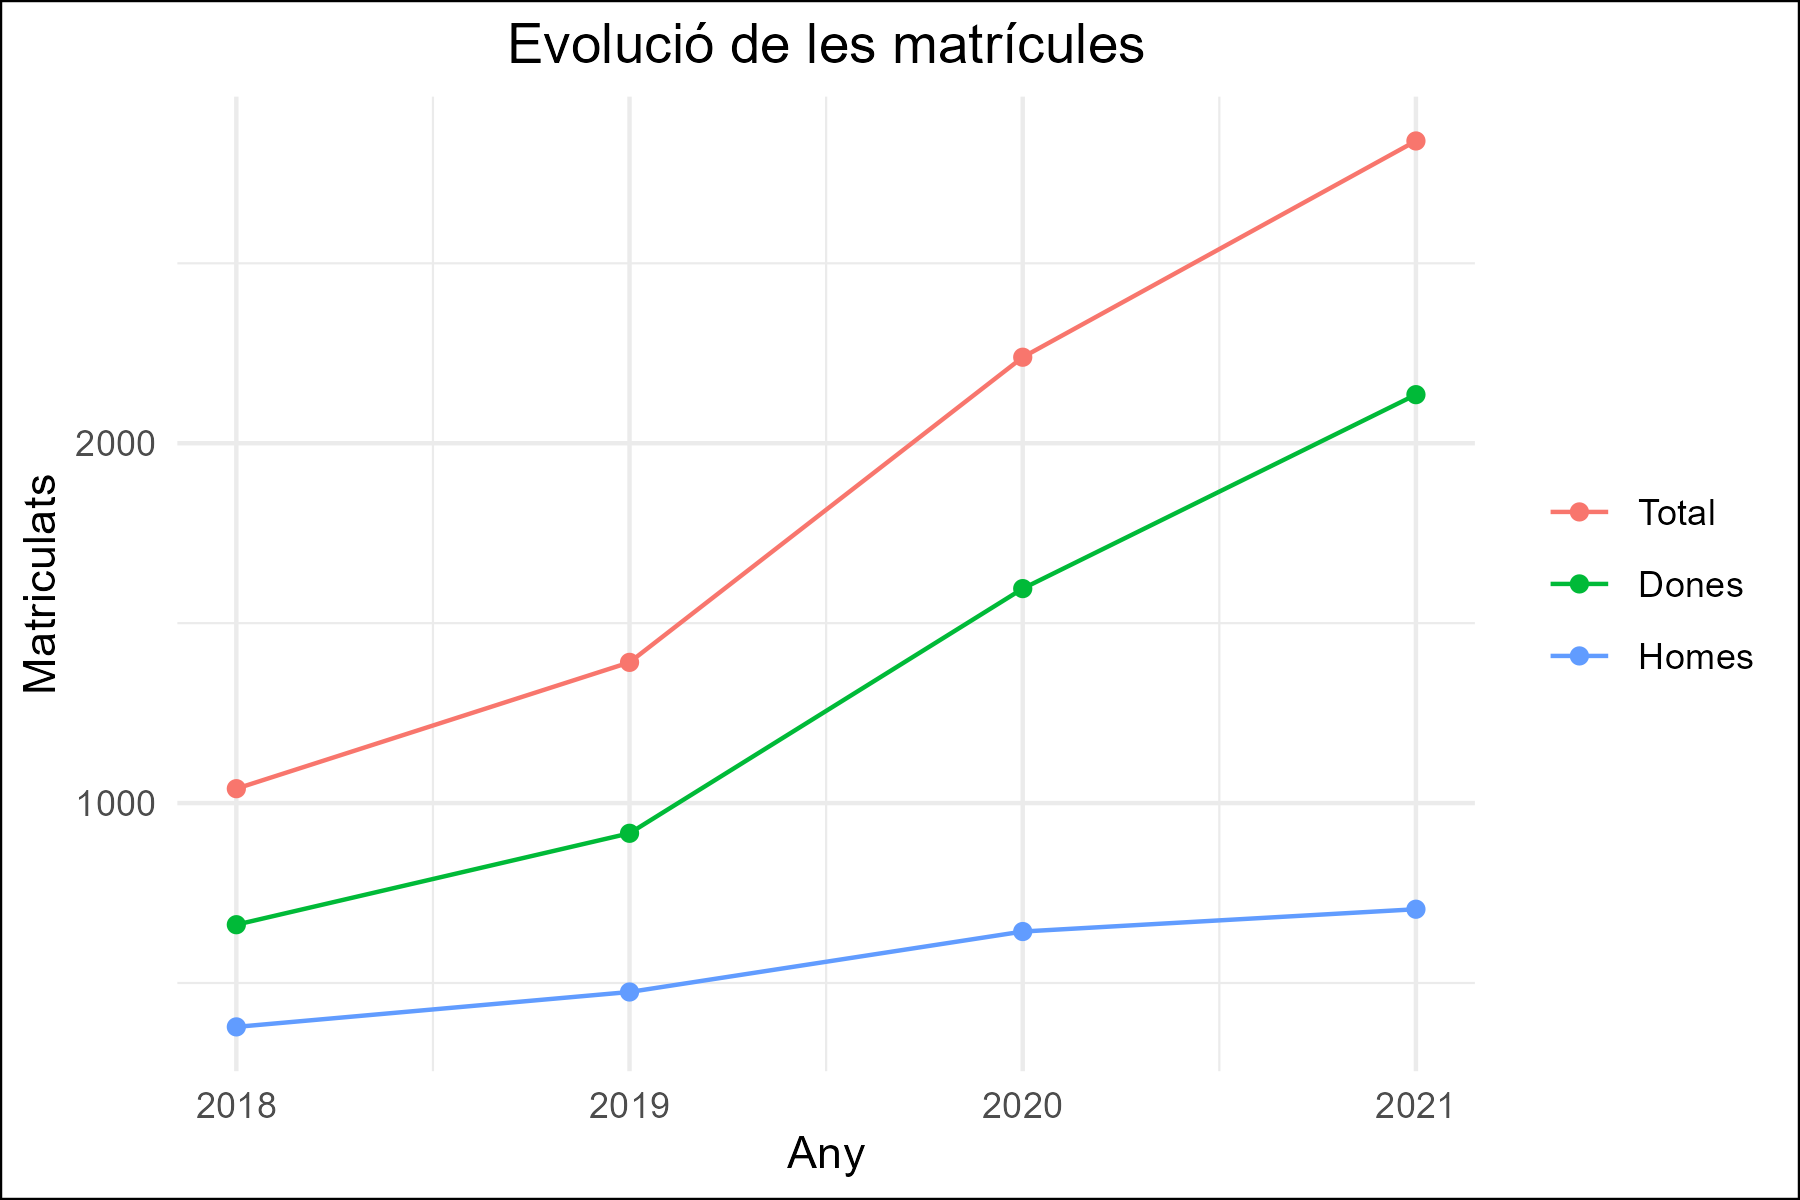 Evolució de les matrícules
Matriculats
2000
1000
2018
2019
2020
2021
Any
Total
Dones
Homes